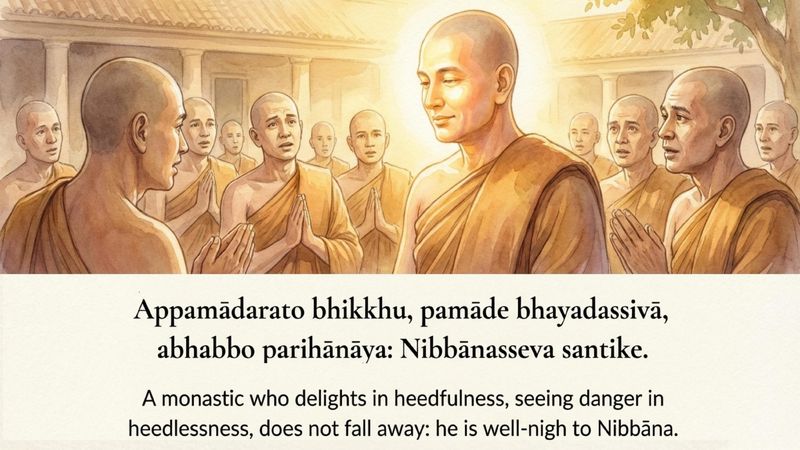 Appamādarato bhikkhu, pamāde bhayadassivā,
abhabbo parihānāya: Nibbānasseva santike.
A monastic who delights in heedfulness, seeing danger in
heedlessness, does not fall away: he is well-nigh to Nibbāna.